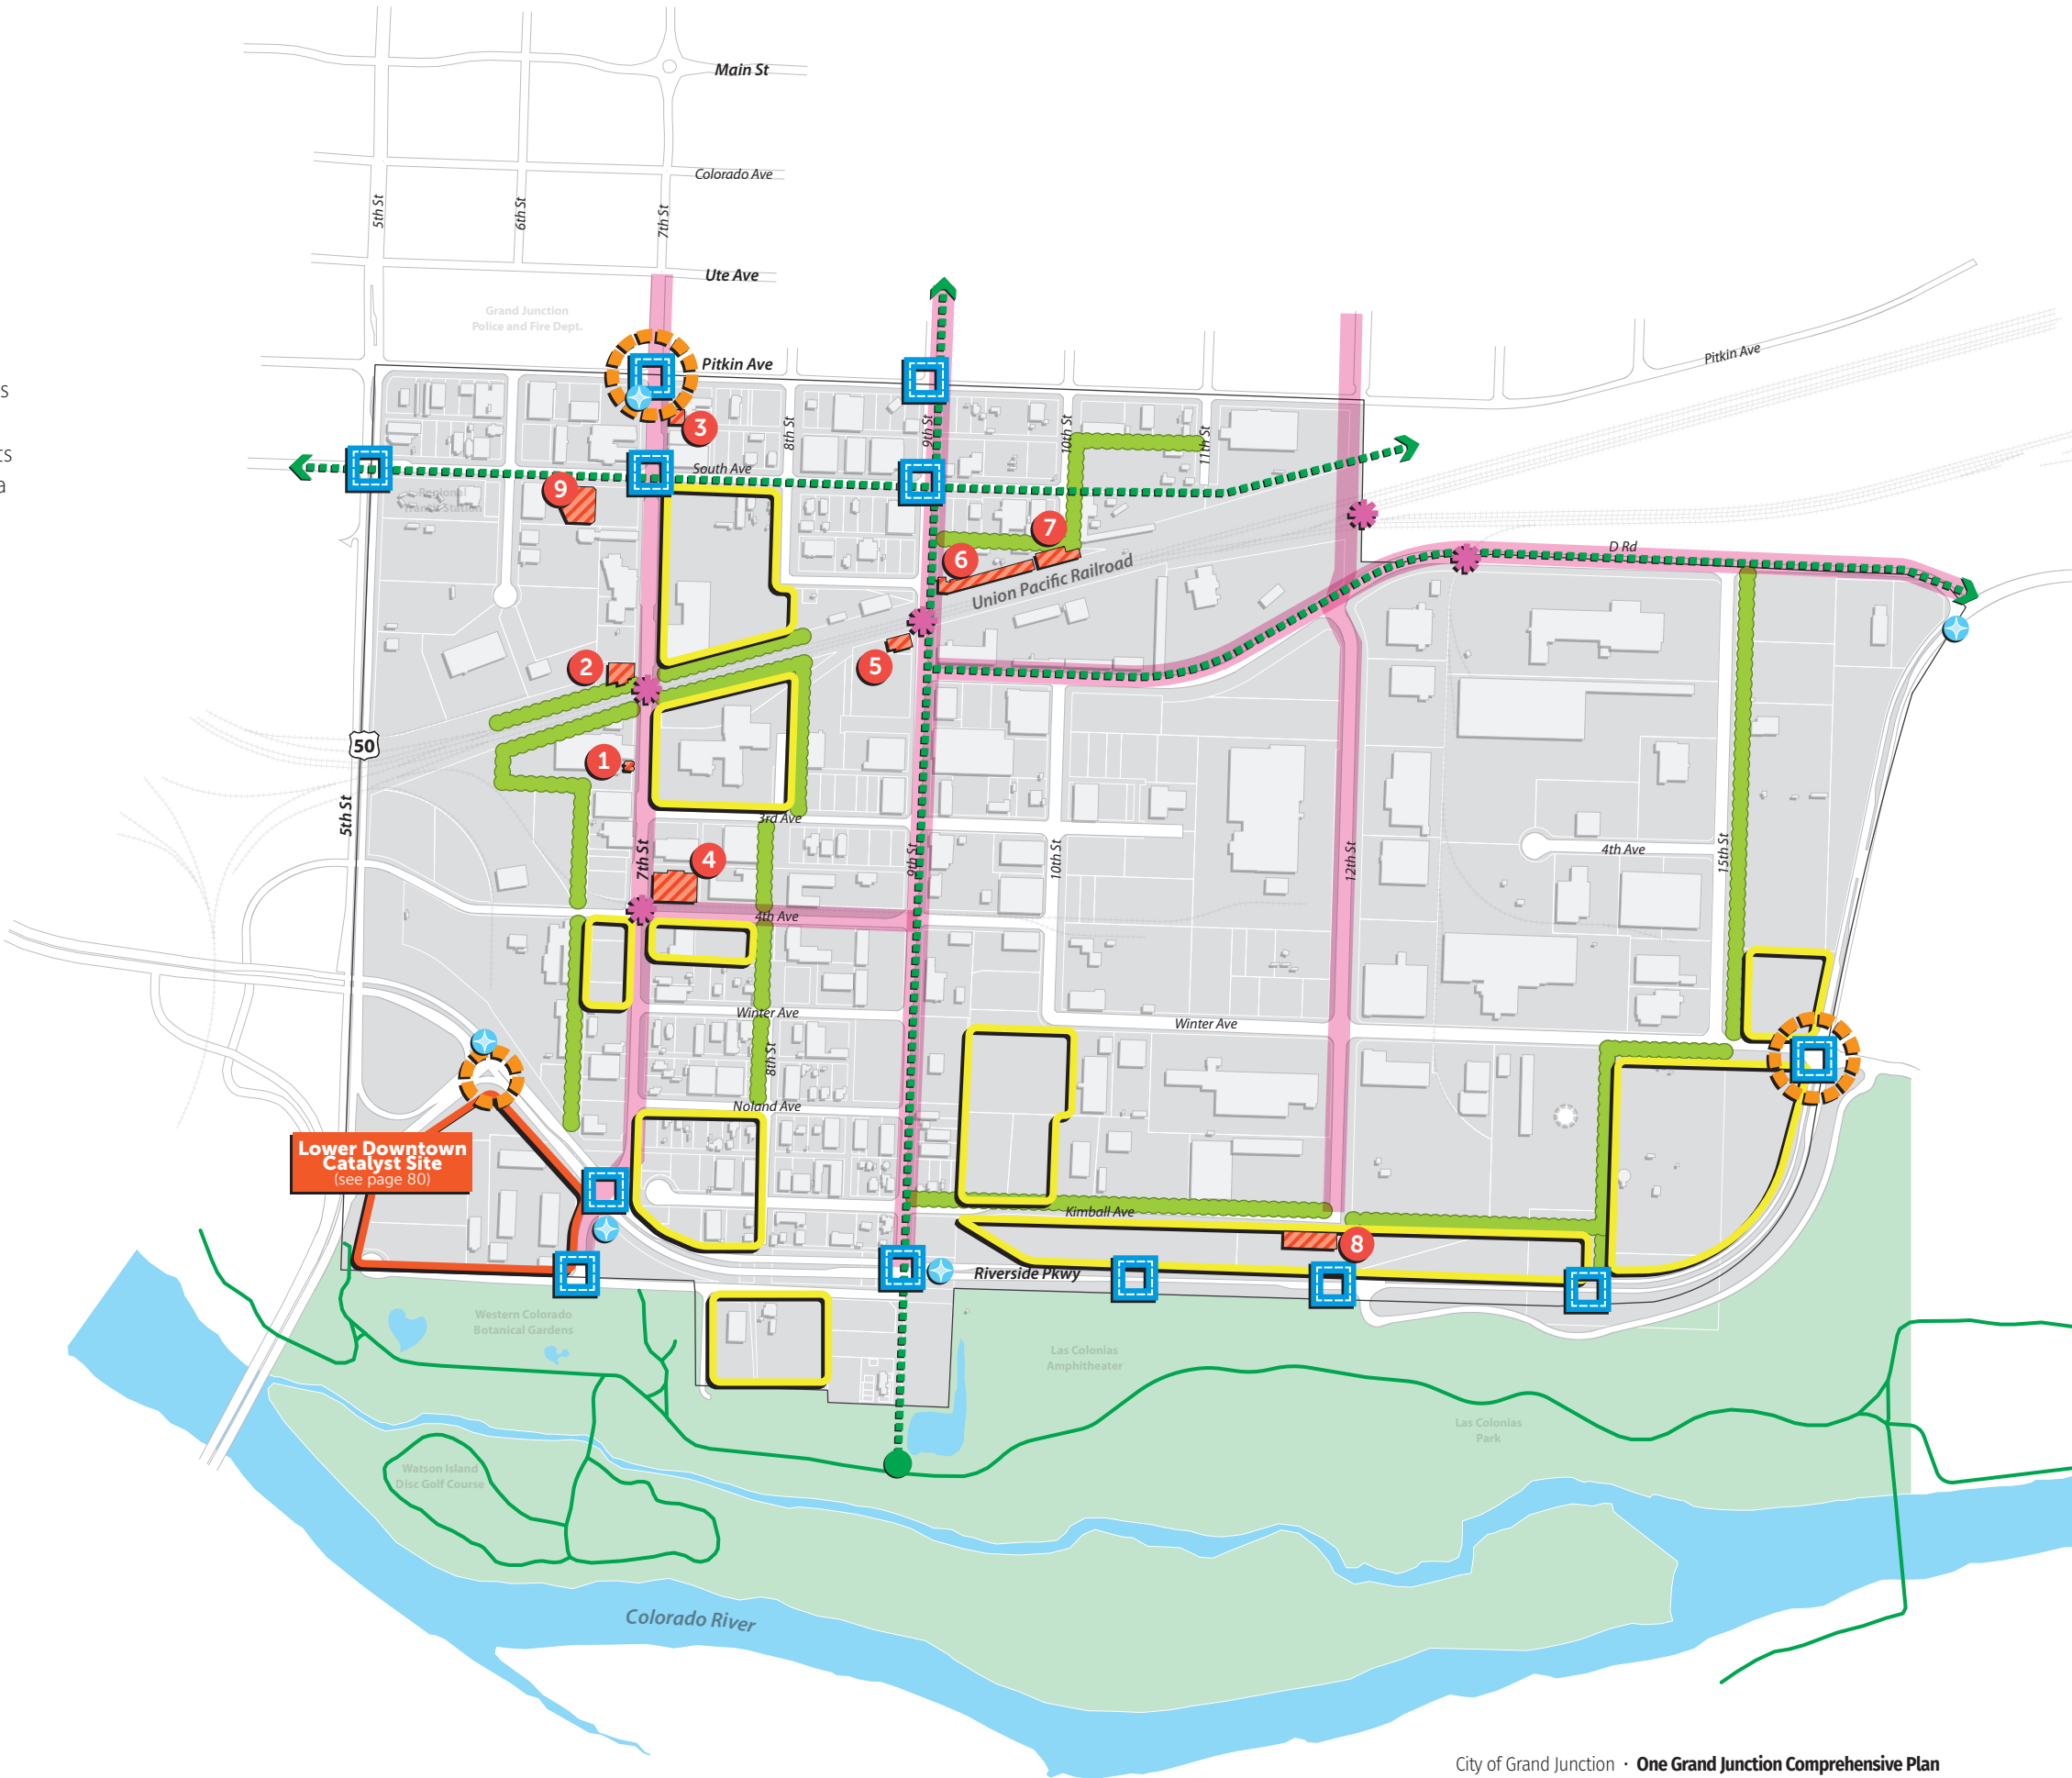 Main St
Colorado Ave
5th St
6th St
7th St
Ute Ave
Grand Junction
Police and Fire Dept.
Pitkin Ave
Pitkin Ave
s
3
8th St
9th St
10th St
11th St
ts
a
South Ave
9
Regional
Transit Station
7
6
Union Pacific Railroad
D Rd
2
5
50
1
5th St
3rd Ave
7th St
4
9th St
10th St
12th St
4th Ave
15th St
4th Ave
Winter Ave
Winter Ave
8th St
Noland Ave
Lower Downtown
Catalyst Site
(see page 80)
Kimball Ave
8
Riverside Pkwy
Western Colorado
Botanical Gardens
Las Colonias
Amphitheater
Las Colonias
Park
Watson Island
Disc Golf Course
Colorado River
City of Grand Junction · One Grand Junction Comprehensive Plan